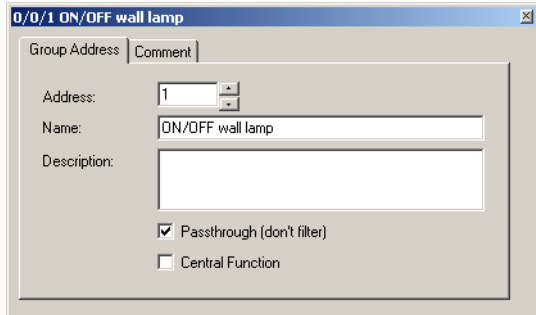 0/0/1 ON/OFF wall lamp
Group Address Comment
Address: 1
Name: ON/OFF wall lamp
Description:
Passthrough (don't filter)
Central Function